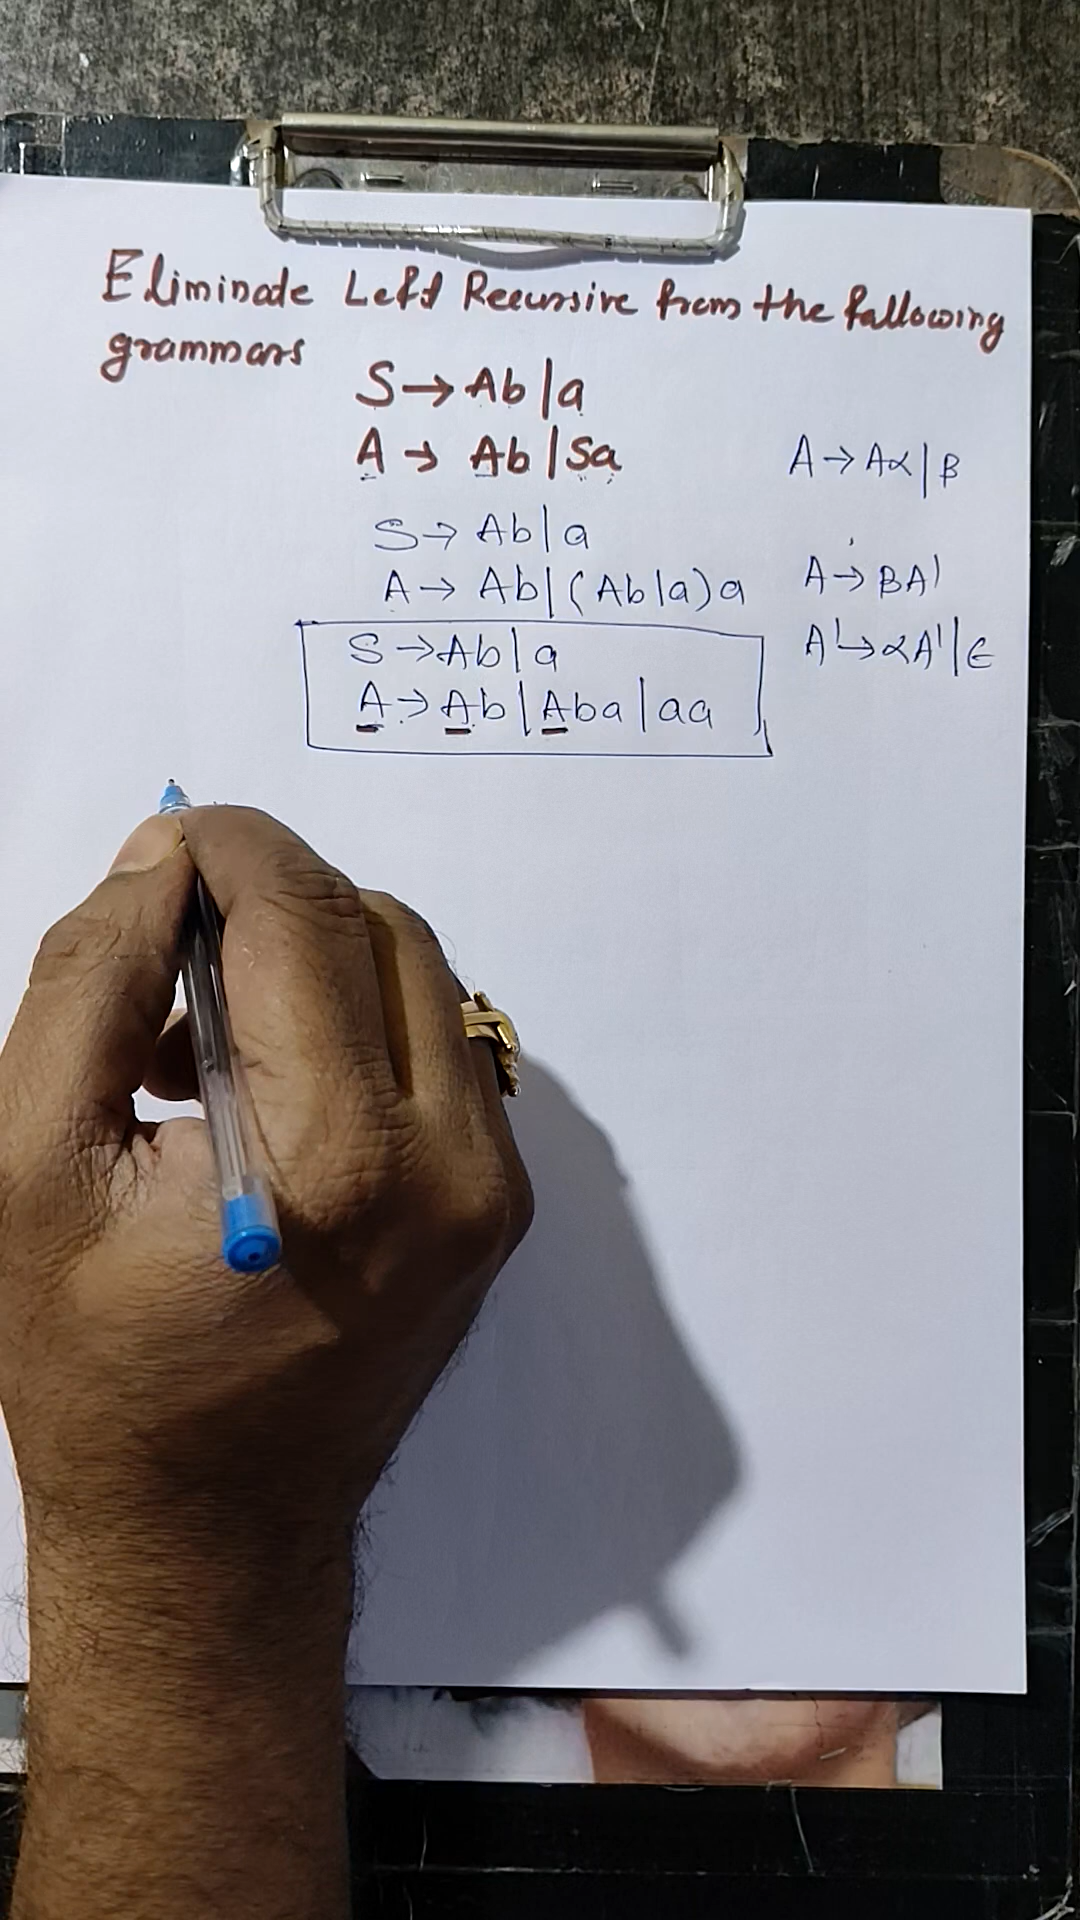 Eliminate Left Recursive from the fallowing
grammars
S → Ab | a
A → Ab | Sa
A → Aα | β
S → Ab | a
A → Ab | (Ab | a) a
A → βA'
S → Ab | a
A' → αA' | ε
A → Ab | Aba | aa